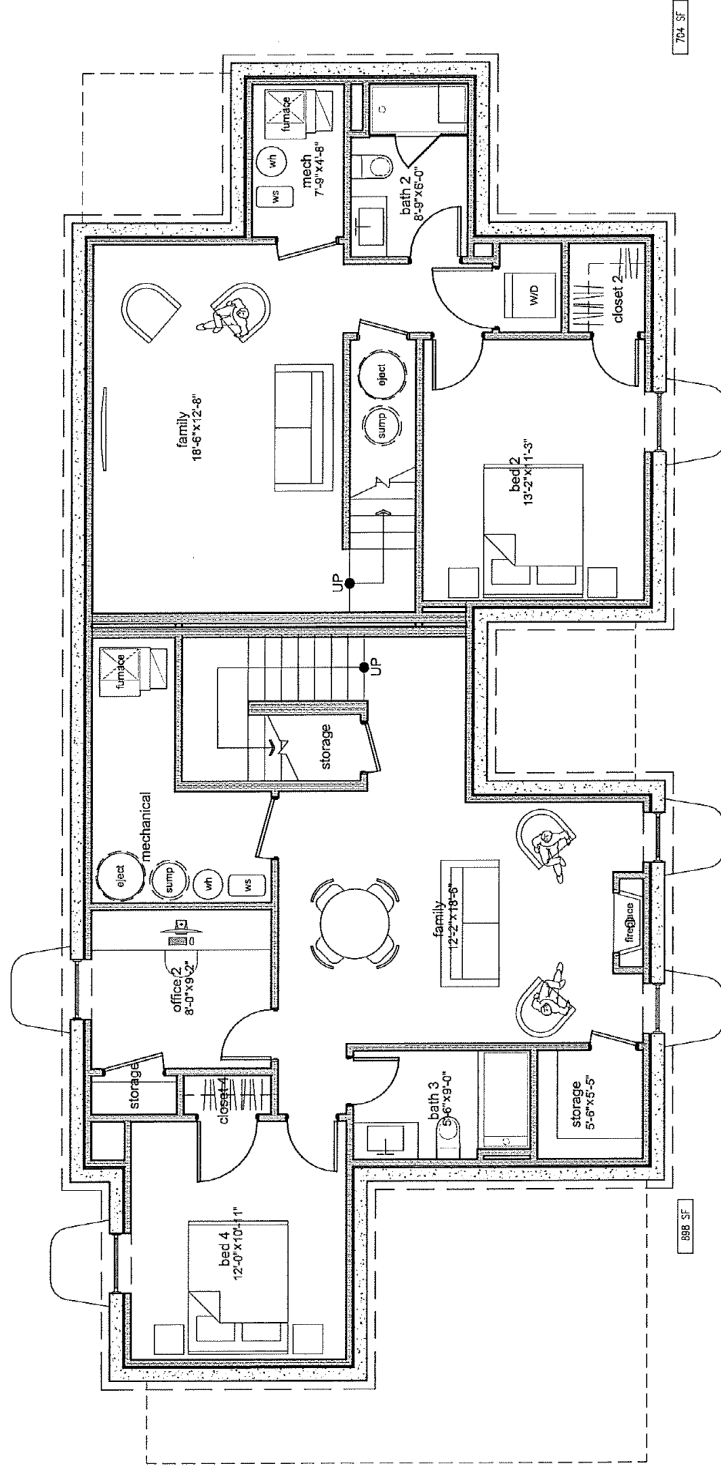 704 SF
furnace
wh
ws
mech
7'-9"X4'-8"
bath 2
8'-9"X6'-0"
W/D
closet 2
family
18'-6"X12'-8"
eject
sump
UP
bed 2
13'-2"X11'-3"
furnace
mechanical
eject
sump
wh
ws
UP
storage
office 2
8'-0"X9'-2"
storage
closet 4
family
12'-2"X18'-6"
fireplace
bath 3
5'-6"X9'-0"
storage
5'-6"X5'-5"
bed 4
12'-0"X10'-11"
898 SF